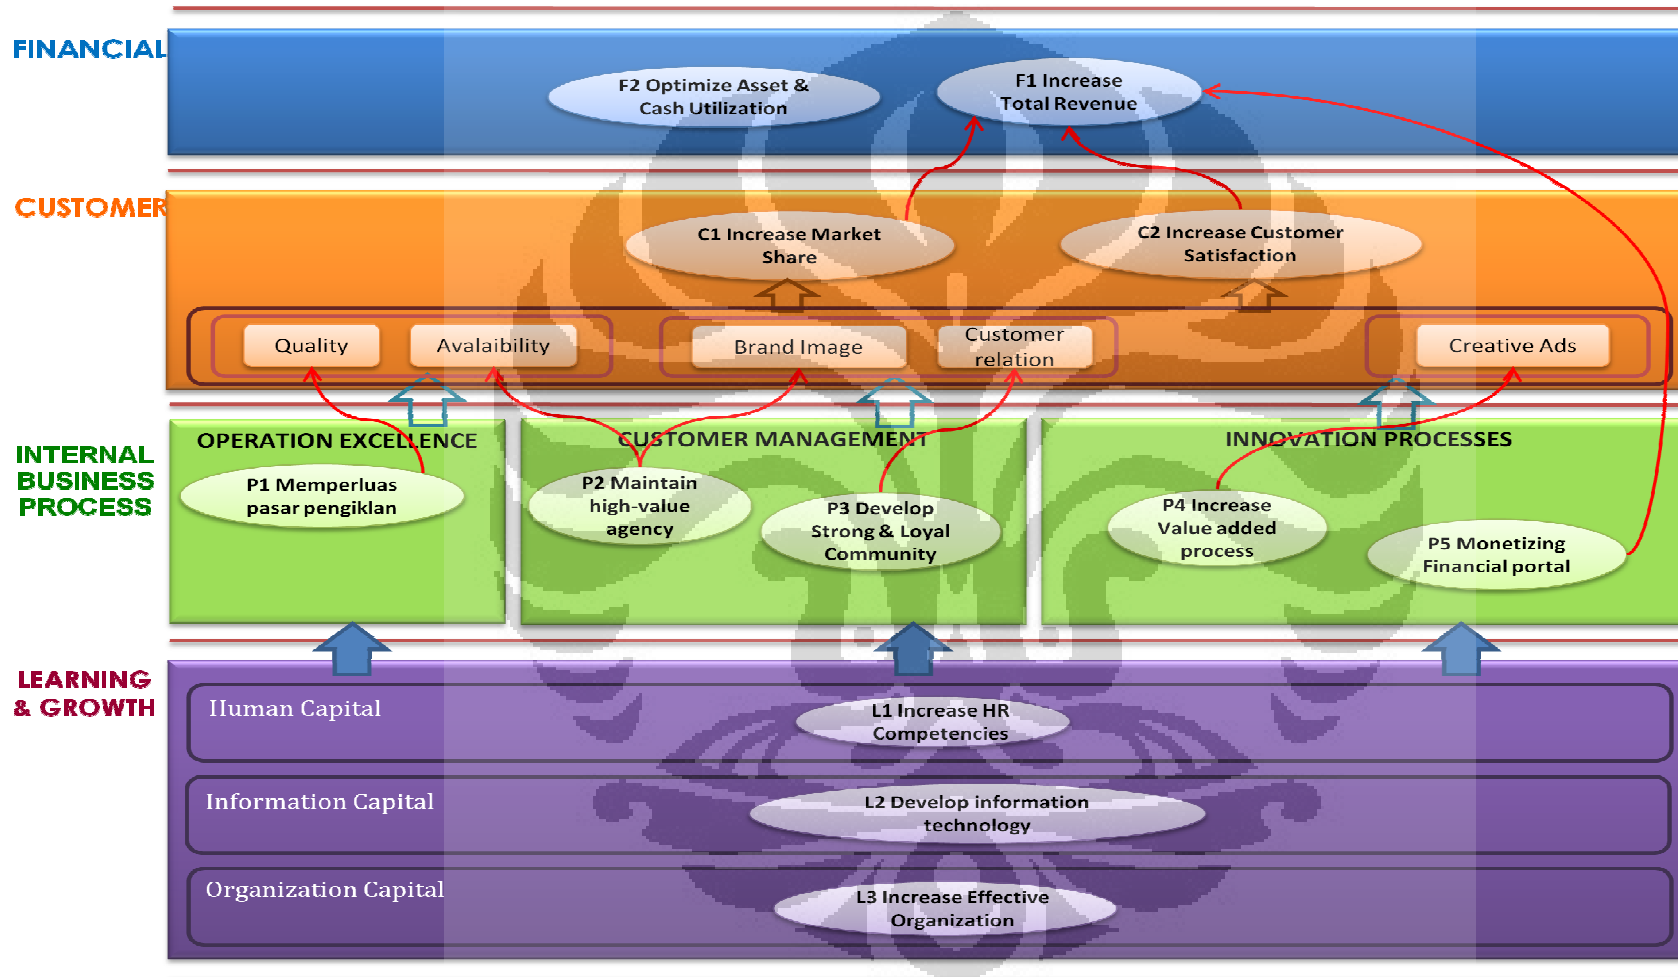 FINANCIAL
F2 Optimize Asset &
Cash Utilization
F1 Increase
Total Revenue
CUSTOMER
C1 Increase Market
Share
C2 Increase Customer
Satisfaction
Quality
Avalaibility
Brand Image
Customer
relation
Creative Ads
INTERNAL
BUSINESS
PROCESS
OPERATION EXCELLENCE
P1 Memperluas
pasar pengiklan
CUSTOMER MANAGEMENT
P2 Maintain
high-value
agency
P3 Develop
Strong & Loyal
Community
INNOVATION PROCESSES
P4 Increase
Value added
process
P5 Monetizing
Financial portal
LEARNING
& GROWTH
Human Capital
L1 Increase HR
Competencies
Information Capital
L2 Develop information
technology
Organization Capital
L3 Increase Effective
Organization